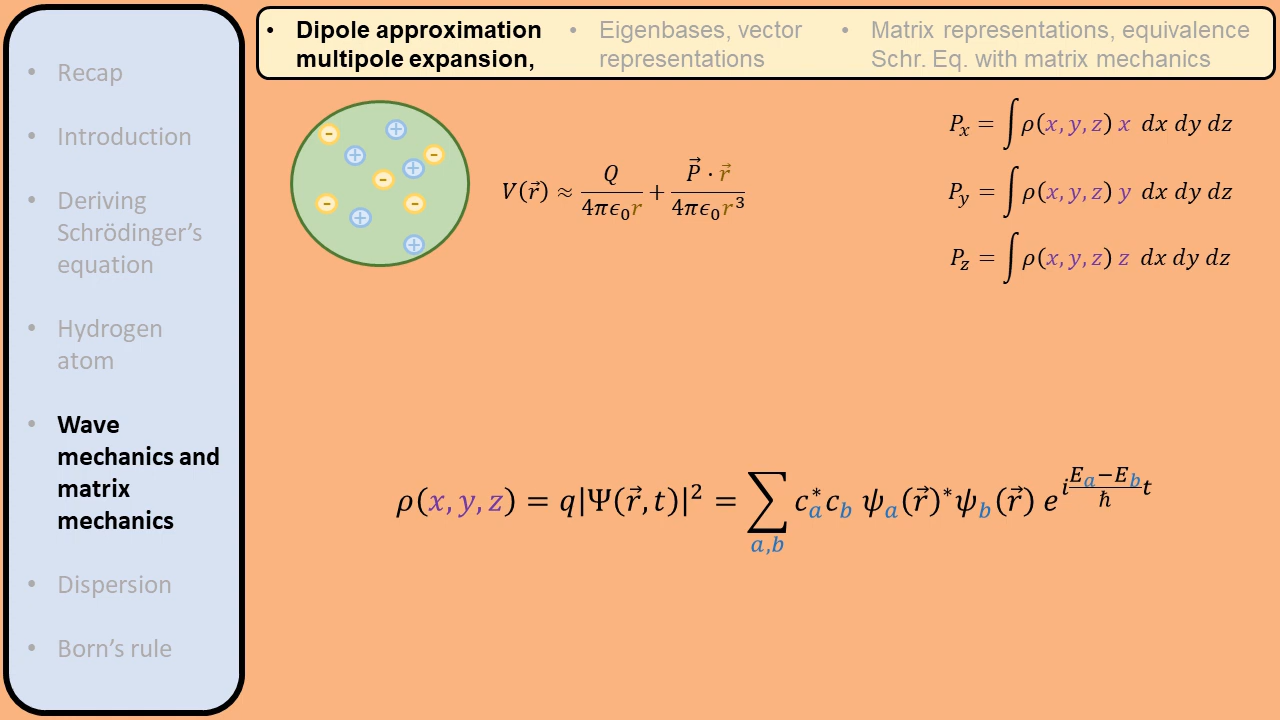 • Recap
• Introduction
• Deriving
Schrödinger’s
equation
• Hydrogen
atom
• Wave
mechanics and
matrix
mechanics
• Dispersion
• Born’s rule
• Dipole approximation
multipole expansion,
• Eigenbases, vector
representations
• Matrix representations, equivalence
Schr. Eq. with matrix mechanics
- + - + + - - - + +
V(r⃗) ≈ Q/(4πϵ₀r) + (P⃗ · r⃗)/(4πϵ₀r³)
Pₓ = ∫ ρ(x, y, z) x dx dy dz
P_y = ∫ ρ(x, y, z) y dx dy dz
P_z = ∫ ρ(x, y, z) z dx dy dz
ρ(x, y, z) = q|Ψ(r⃗, t)|² = ∑_{a,b} c_a^* c_b ψ_a(r⃗)^* ψ_b(r⃗) e^{i (E_a−E_b)/ħ t}